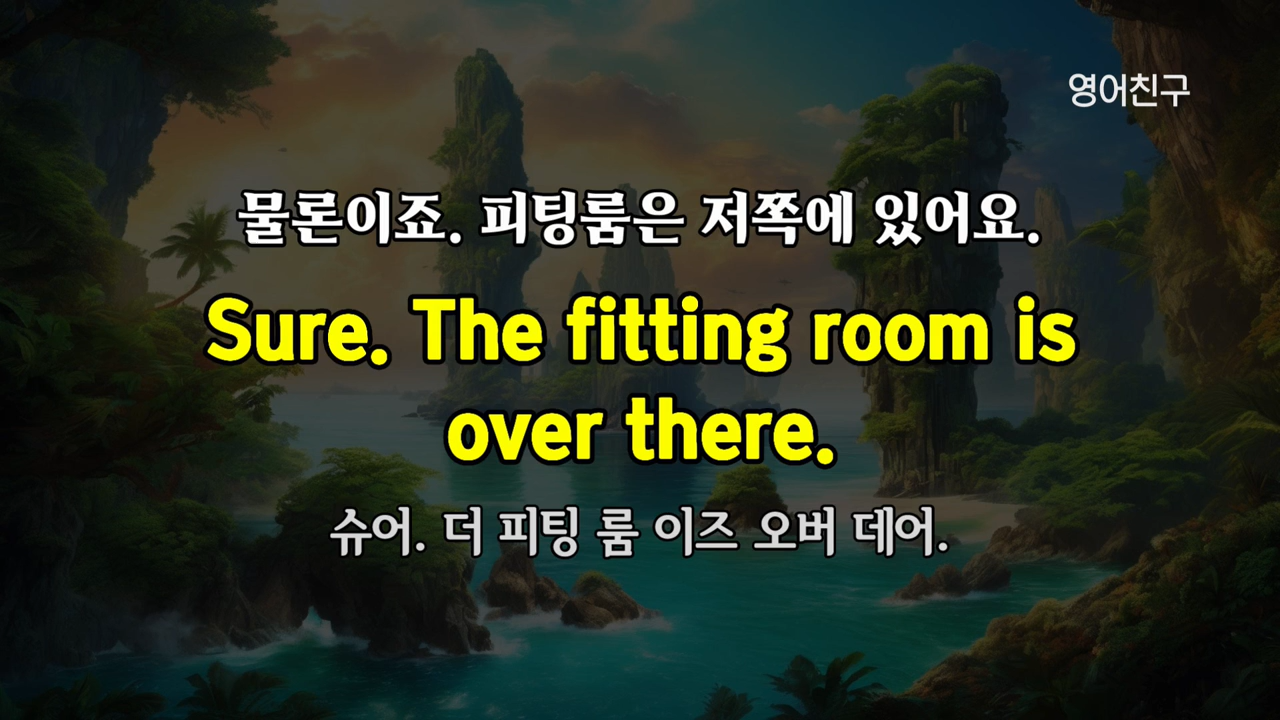 영어친구
물론이죠. 피팅룸은 저쪽에 있어요.
Sure. The fitting room is
over there.
슈어. 더 피팅 룸 이즈 오버 데어.